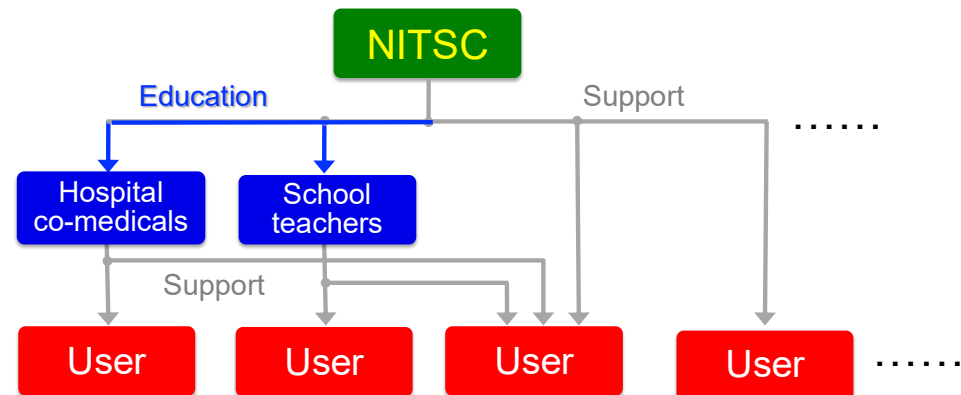 NITSC
Education
Support
......
Hospital
co-medicals
School
teachers
Support
User
User
User
User
......